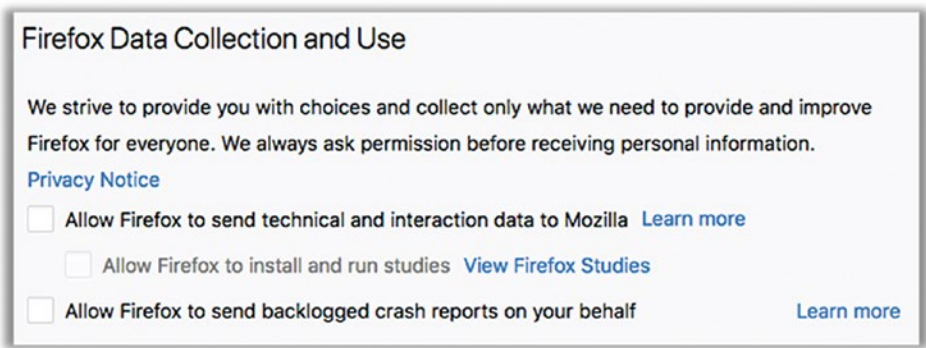 Firefox Data Collection and Use
We strive to provide you with choices and collect only what we need to provide and improve
Firefox for everyone. We always ask permission before receiving personal information.
Privacy Notice
Allow Firefox to send technical and interaction data to Mozilla Learn more
Allow Firefox to install and run studies View Firefox Studies
Allow Firefox to send backlogged crash reports on your behalf Learn more